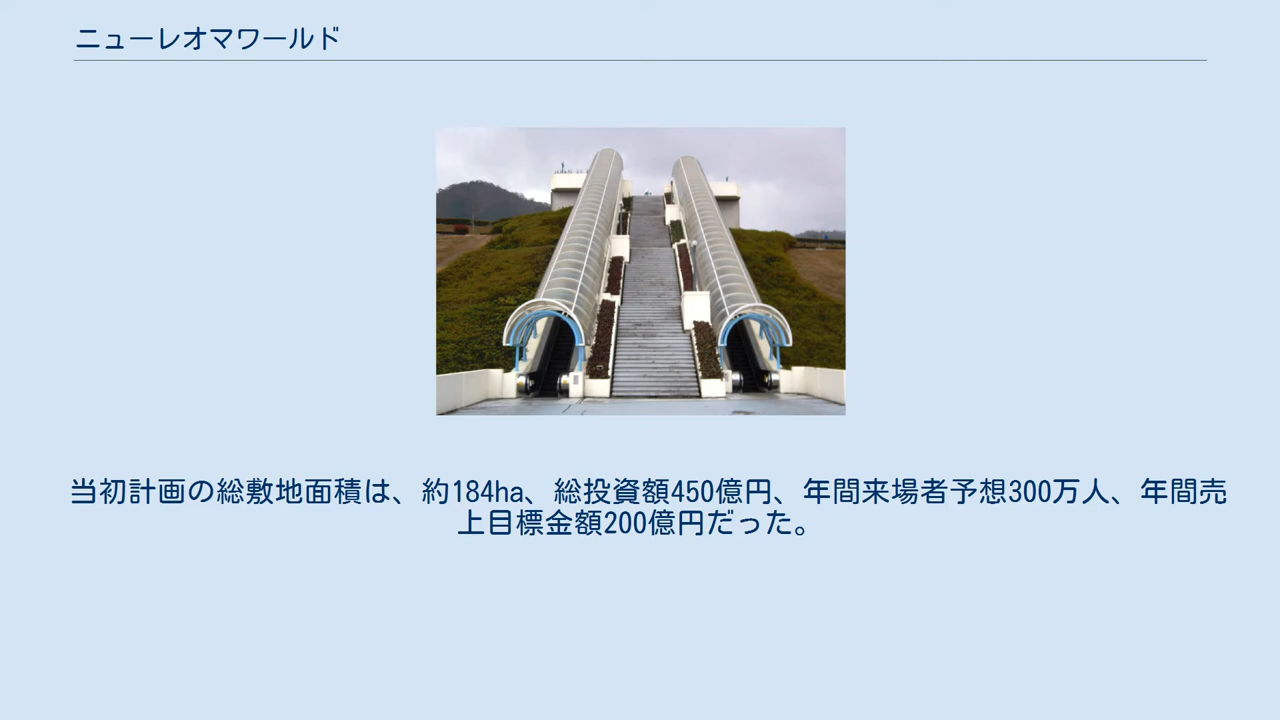 ニューレオマワールド
当初計画の総敷地面積は、約184ha、総投資額450億円、年間来場者予想300万人、年間売
上目標金額200億円だった。